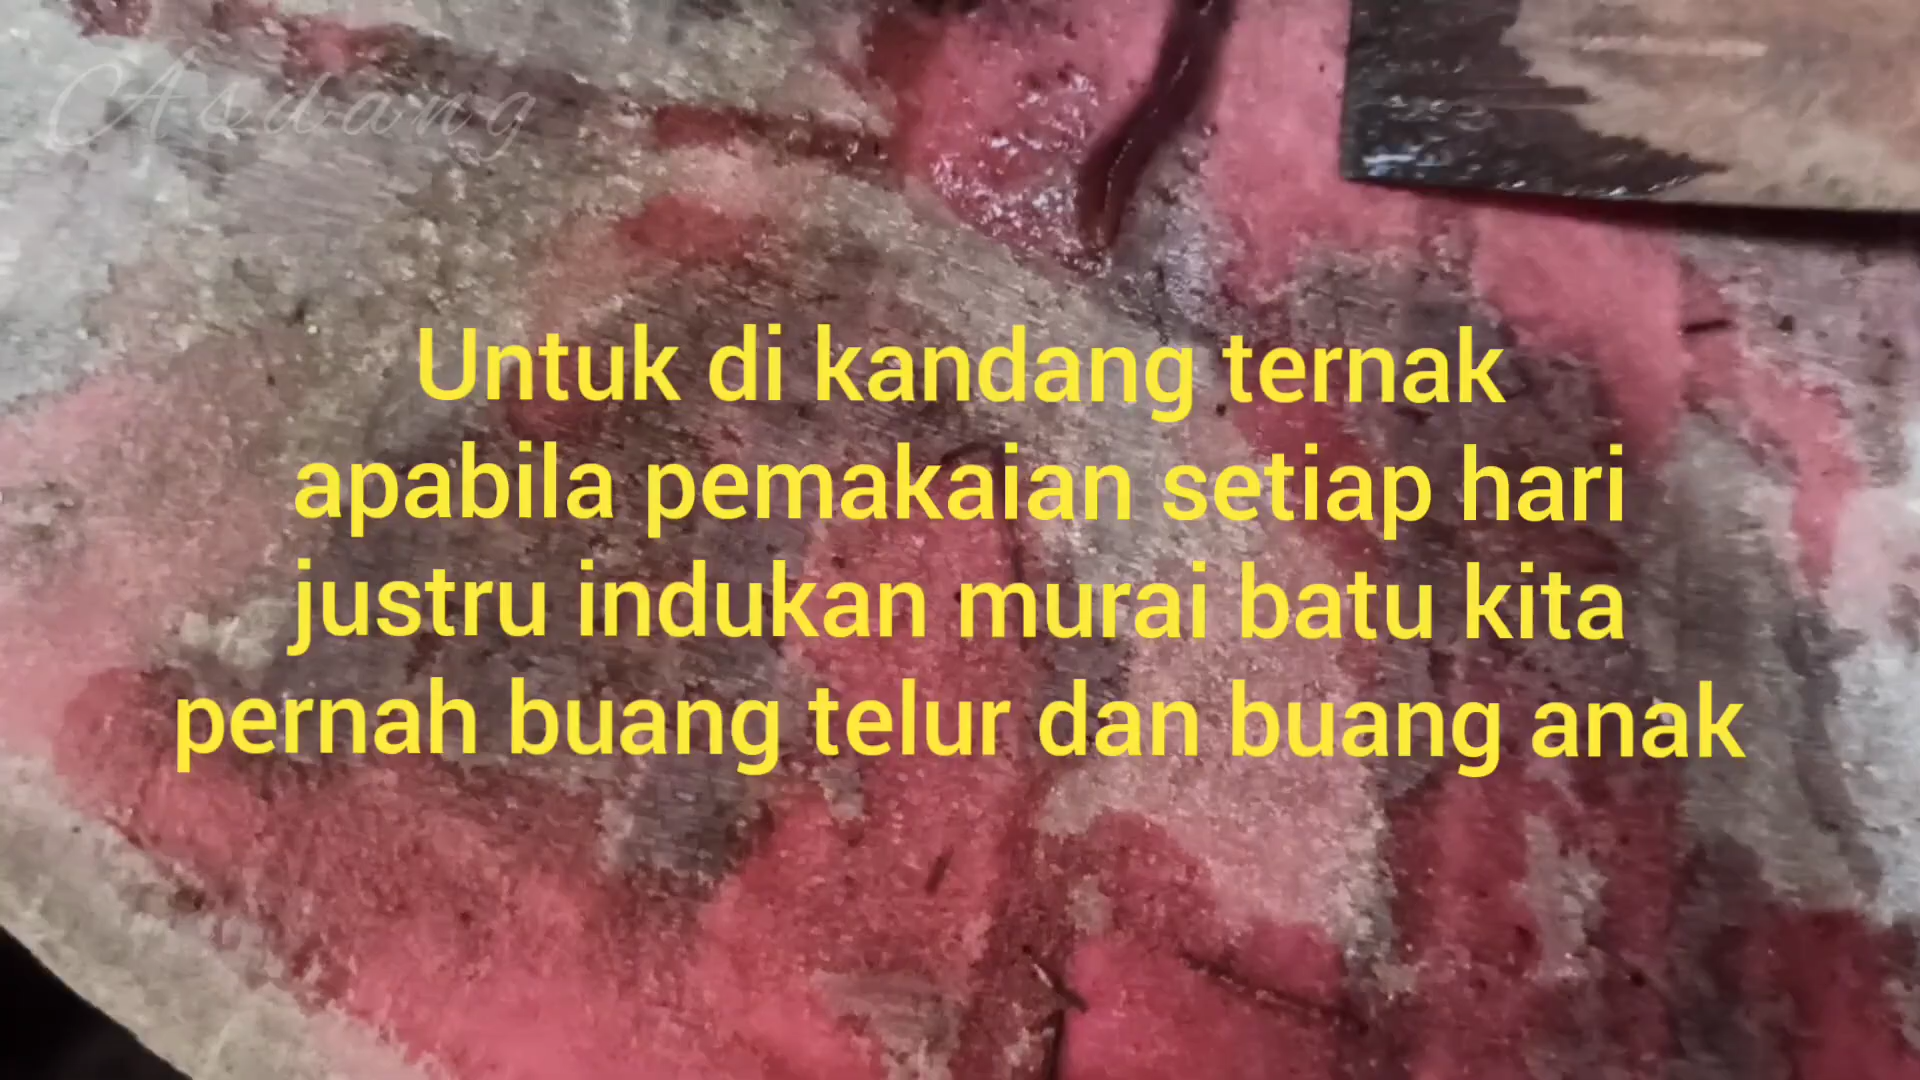 Asdang
Untuk di kandang ternak
apabila pemakaian setiap hari
justru indukan murai batu kita
pernah buang telur dan buang anak